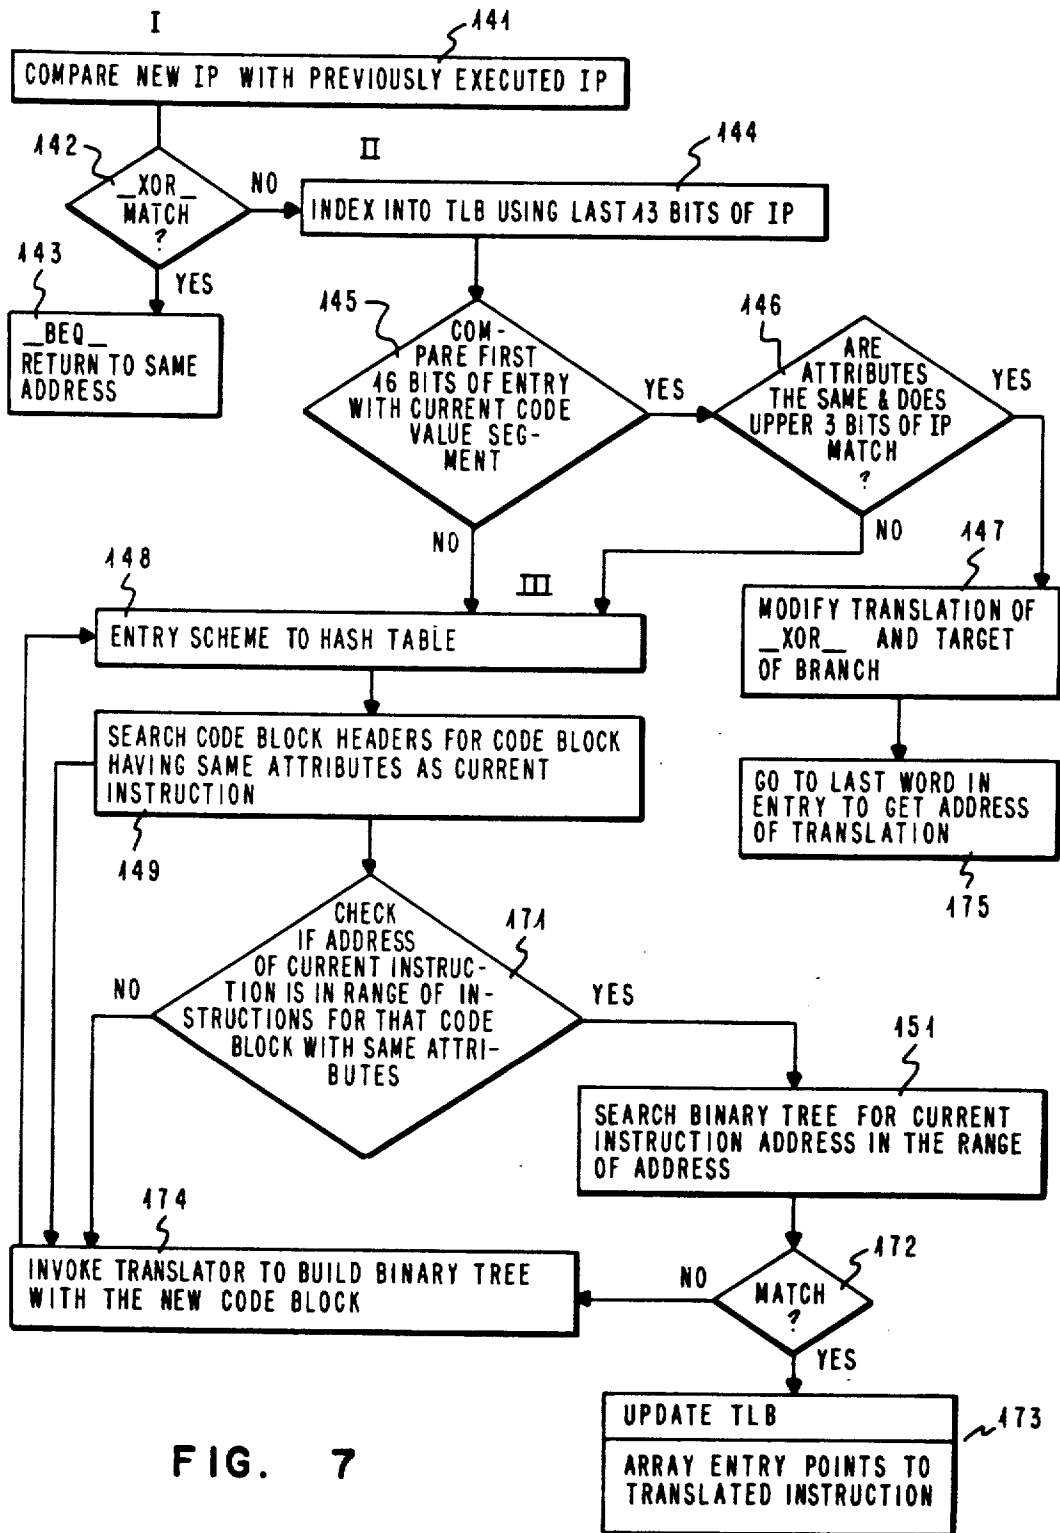 I
141
COMPARE NEW IP WITH PREVIOUSLY EXECUTED IP
142
_XOR_
MATCH
?
NO
YES
II
144
INDEX INTO TLB USING LAST 13 BITS OF IP
143
_BEQ_
RETURN TO SAME
ADDRESS
145
COM-
PARE FIRST
16 BITS OF ENTRY
WITH CURRENT CODE
VALUE SEG-
MENT
YES
NO
146
ARE
ATTRIBUTES
THE SAME & DOES
UPPER 3 BITS OF IP
MATCH
?
YES
NO
147
MODIFY TRANSLATION OF
_XOR_ AND TARGET
OF BRANCH
GO TO LAST WORD IN
ENTRY TO GET ADDRESS
OF TRANSLATION
175
III
148
ENTRY SCHEME TO HASH TABLE
SEARCH CODE BLOCK HEADERS FOR CODE BLOCK
HAVING SAME ATTRIBUTES AS CURRENT
INSTRUCTION
149
CHECK
IF ADDRESS
OF CURRENT INSTRUC-
TION IS IN RANGE OF IN-
STRUCTIONS FOR THAT CODE
BLOCK WITH SAME ATTRI-
BUTES
171
NO
YES
151
SEARCH BINARY TREE FOR CURRENT
INSTRUCTION ADDRESS IN THE RANGE
OF ADDRESS
174
INVOKE TRANSLATOR TO BUILD BINARY TREE
WITH THE NEW CODE BLOCK
172
MATCH
?
NO
YES
UPDATE TLB
ARRAY ENTRY POINTS TO
TRANSLATED INSTRUCTION
173
FIG. 7